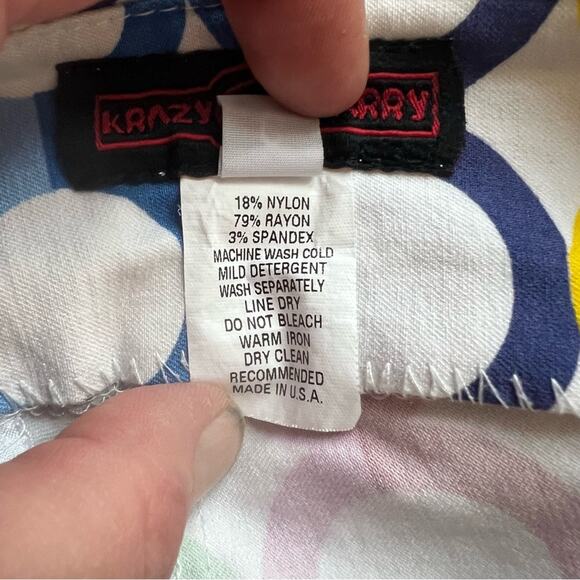 KRAZY ARRY
18% NYLON
79% RAYON
3% SPANDEX
MACHINE WASH COLD
MILD DETERGENT
WASH SEPARATELY
LINE DRY
DO NOT BLEACH
WARM IRON
DRY CLEAN
RECOMMENDED
MADE IN U.S.A.